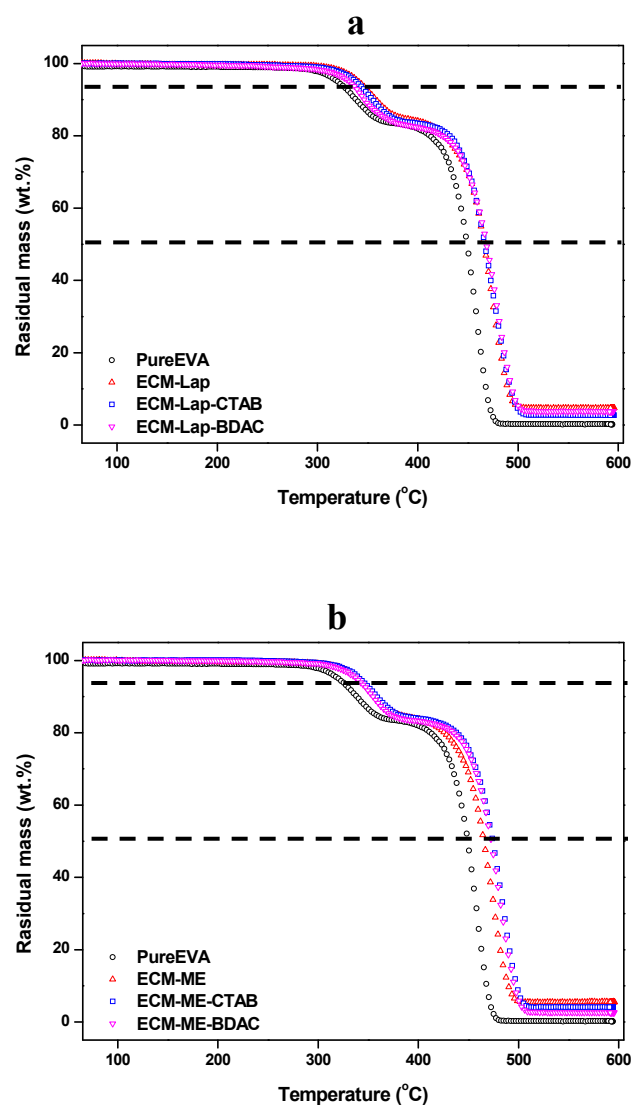 a
100
80
60
40
20
0
Rasidual mass (wt.%)
PureEVA
ECM-Lap
ECM-Lap-CTAB
ECM-Lap-BDAC
100 200 300 400 500 600
Temperature (°C)
b
100
80
60
40
20
0
Rasidual mass (wt.%)
PureEVA
ECM-ME
ECM-ME-CTAB
ECM-ME-BDAC
100 200 300 400 500 600
Temperature (°C)